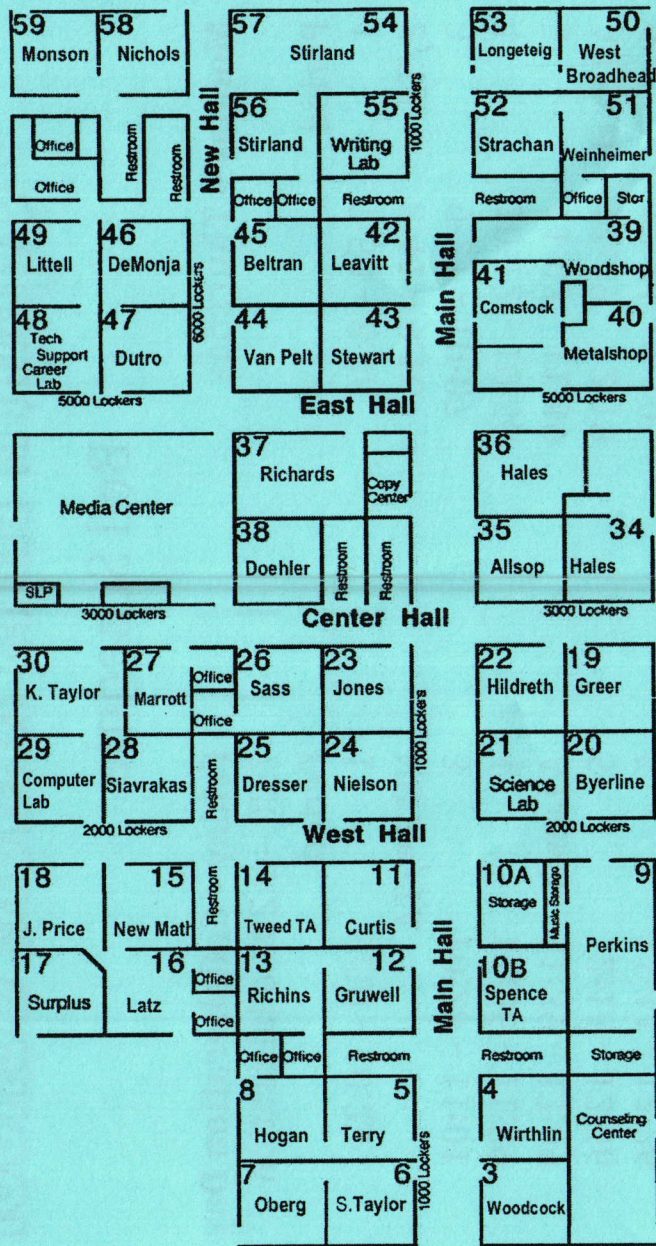 59 58 57 54 53 50
Monson Nichols Stirland Longeteig West
Broadhead
New Hall
1000 Lockers
56 55 52 51
Office Restroom Restroom Stirland Writing Strachan Weinheimer
Lab
Office
Office Office Restroom Restroom Office Stor.
49 46 45 42 39
Littell DeMonja Beltran Leavitt Woodshop
6000 Lockers
Main Hall
41
Comstock
48 47 44 43 40
Tech
Support Dutro Van Pelt Stewart Metalshop
Career
Lab
5000 Lockers East Hall 5000 Lockers
37 36
Richards Hales
Media Center Copy
Center
38 35 34
Doehler Restroom Restroom Allsop Hales
SLP
3000 Lockers Center Hall 3000 Lockers
30 27 26 23 22 19
K. Taylor Marrott Office Sass Jones Hildreth Greer
Office
1000 Lockers
29 28 25 24 21 20
Computer Siavrakas Restroom Dresser Nielson Science Byerline
Lab Lab
2000 Lockers West Hall 2000 Lockers
18 15 14 11 10A 9
Restroom Storage Music Storage
J. Price New Math Tweed TA Curtis Perkins
Main Hall
17 16 13 12 10B
Surplus Latz Office Richins Gruwell Spence
TA
Office
Office Office Restroom Restroom Storage
8 5 4
Hogan Terry Wirthlin Counseling
Center
1000 Lockers
7 6 3
Oberg S.Taylor Woodcock